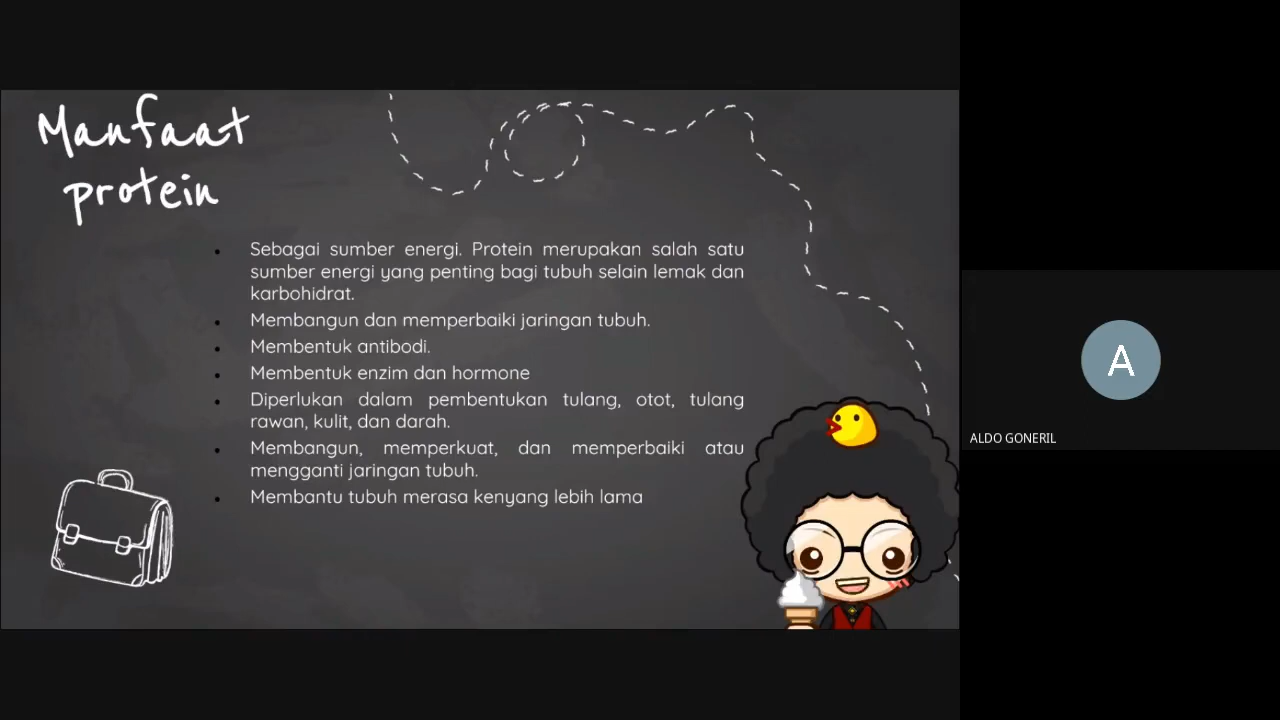 Manfaat
protein
Sebagai sumber energi. Protein merupakan salah satu
sumber energi yang penting bagi tubuh selain lemak dan
karbohidrat.
Membangun dan memperbaiki jaringan tubuh.
Membentuk antibodi.
Membentuk enzim dan hormone
Diperlukan dalam pembentukan tulang, otot, tulang
rawan, kulit, dan darah.
Membangun, memperkuat, dan memperbaiki atau
mengganti jaringan tubuh.
Membantu tubuh merasa kenyang lebih lama
A
ALDO GONERIL